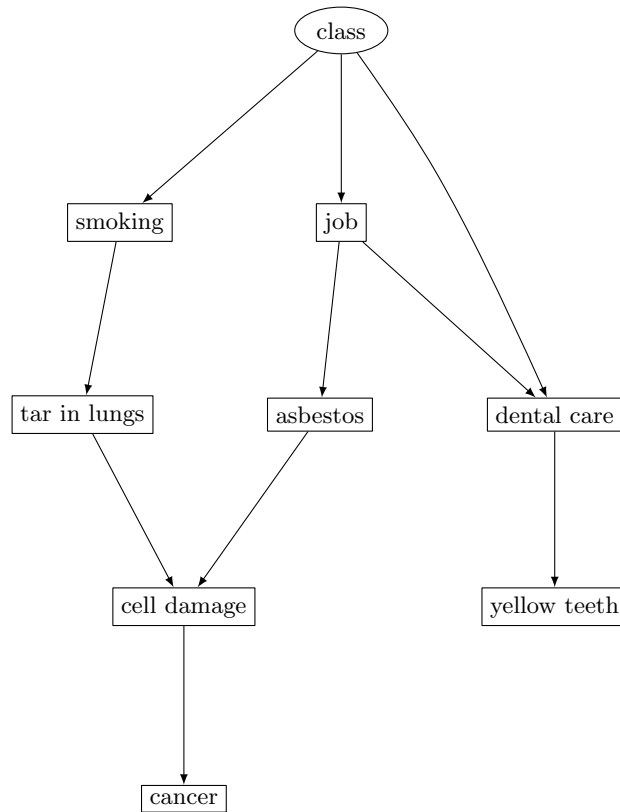 class
smoking
job
tar in lungs
asbestos
dental care
cell damage
yellow teeth
cancer